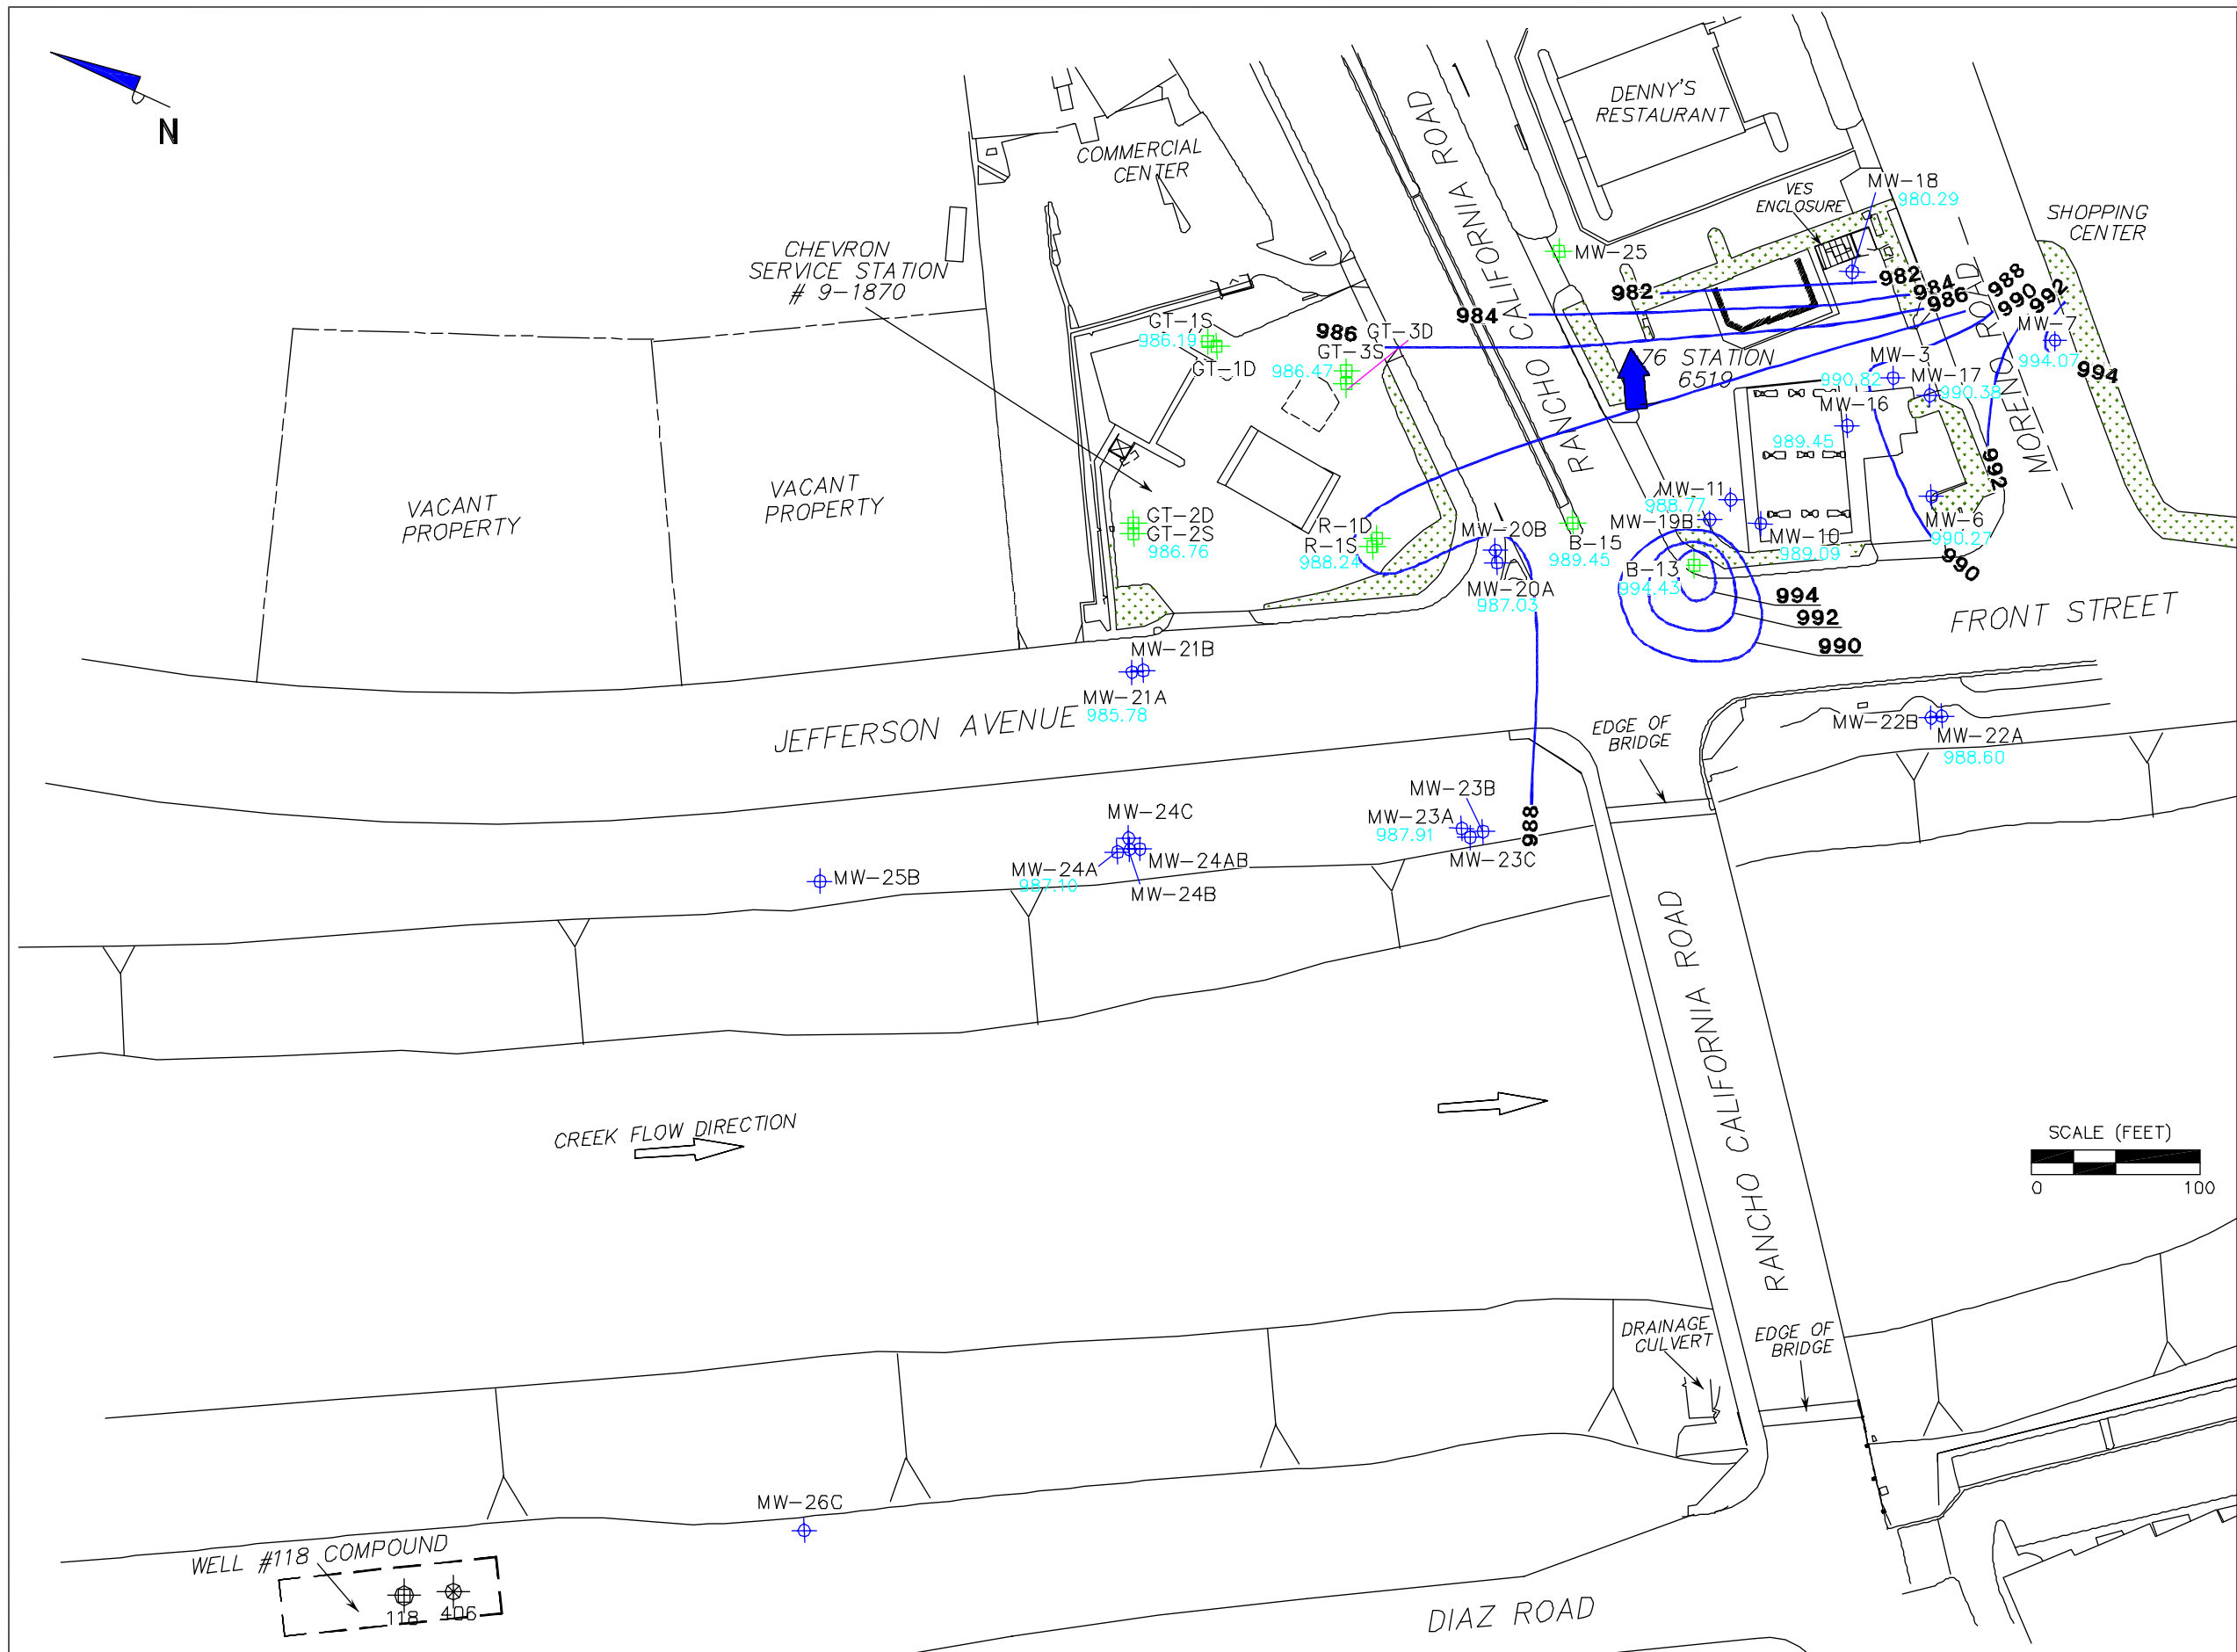 N
COMMERCIAL
CENTER
CHEVRON
SERVICE STATION
# 9-1870
RANCHO CALIFORNIA ROAD
DENNY'S
RESTAURANT
VES
ENCLOSURE
MW-18
980.29
SHOPPING
CENTER
MW-25
982
982
984
984
986
986
988
990
992
MORENO ROAD
GT-1S
986.19
GT-1D
GT-3D
GT-3S
986.47
76 STATION
6519
MW-7
994.07
994
MW-3
990.82
MW-17
990.38
MW-16
989.45
992
VACANT
PROPERTY
VACANT
PROPERTY
GT-2D
GT-2S
986.76
R-1D
R-1S
988.24
MW-20B
MW-20A
987.03
B-15
989.45
MW-11
988.77
MW-19B
MW-10
989.09
MW-6
990.27
990
B-13
994.43
994
992
990
FRONT STREET
MW-21B
MW-21A
985.78
JEFFERSON AVENUE
EDGE OF
BRIDGE
MW-22B
MW-22A
988.60
MW-23B
MW-23A
987.91
MW-23C
988
MW-24C
MW-24A
987.10
MW-24AB
MW-24B
MW-25B
RANCHO CALIFORNIA ROAD
CREEK FLOW DIRECTION
SCALE (FEET)
0 100
DRAINAGE
CULVERT
EDGE OF
BRIDGE
MW-26C
WELL #118 COMPOUND
118 406
DIAZ ROAD